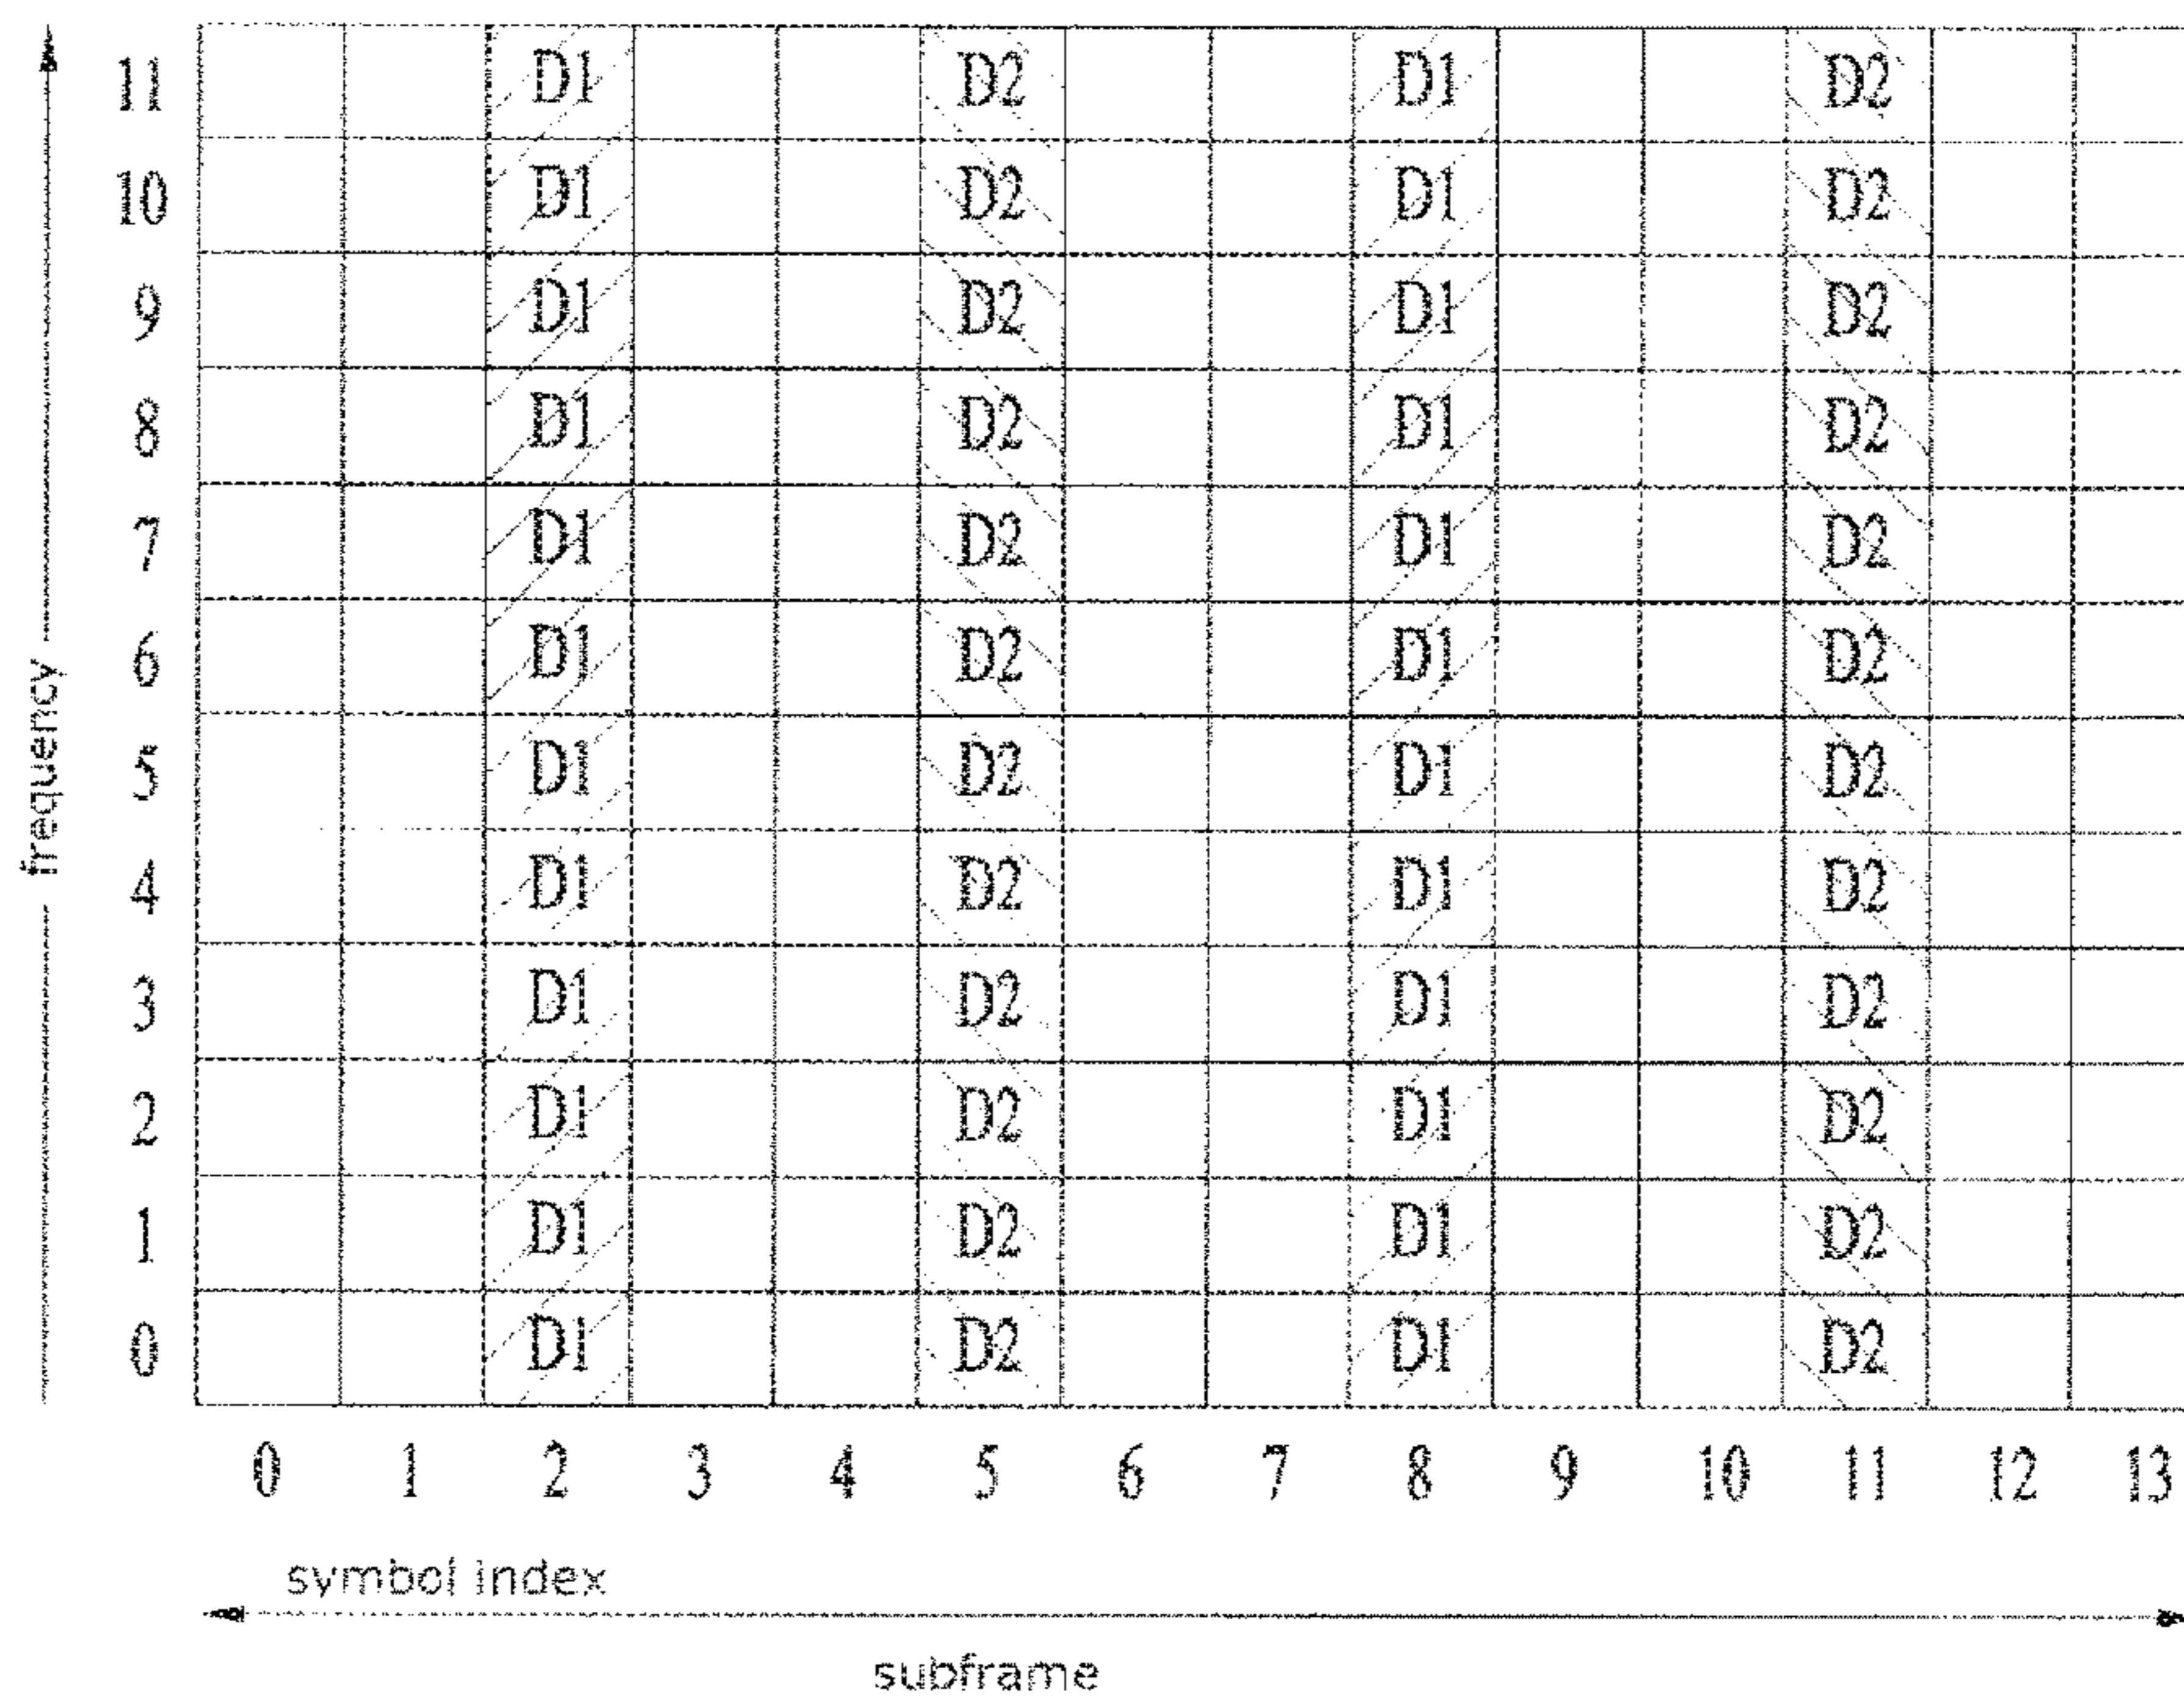 11 D1 D2 D1 D2
10 D1 D2 D1 D2
9 D1 D2 D1 D2
8 D1 D2 D1 D2
7 D1 D2 D1 D2
6 D1 D2 D1 D2
5 D1 D2 D1 D2
4 D1 D2 D1 D2
3 D1 D2 D1 D2
2 D1 D2 D1 D2
1 D1 D2 D1 D2
0 D1 D2 D1 D2
frequency
0 1 2 3 4 5 6 7 8 9 10 11 12 13
symbol index
subframe